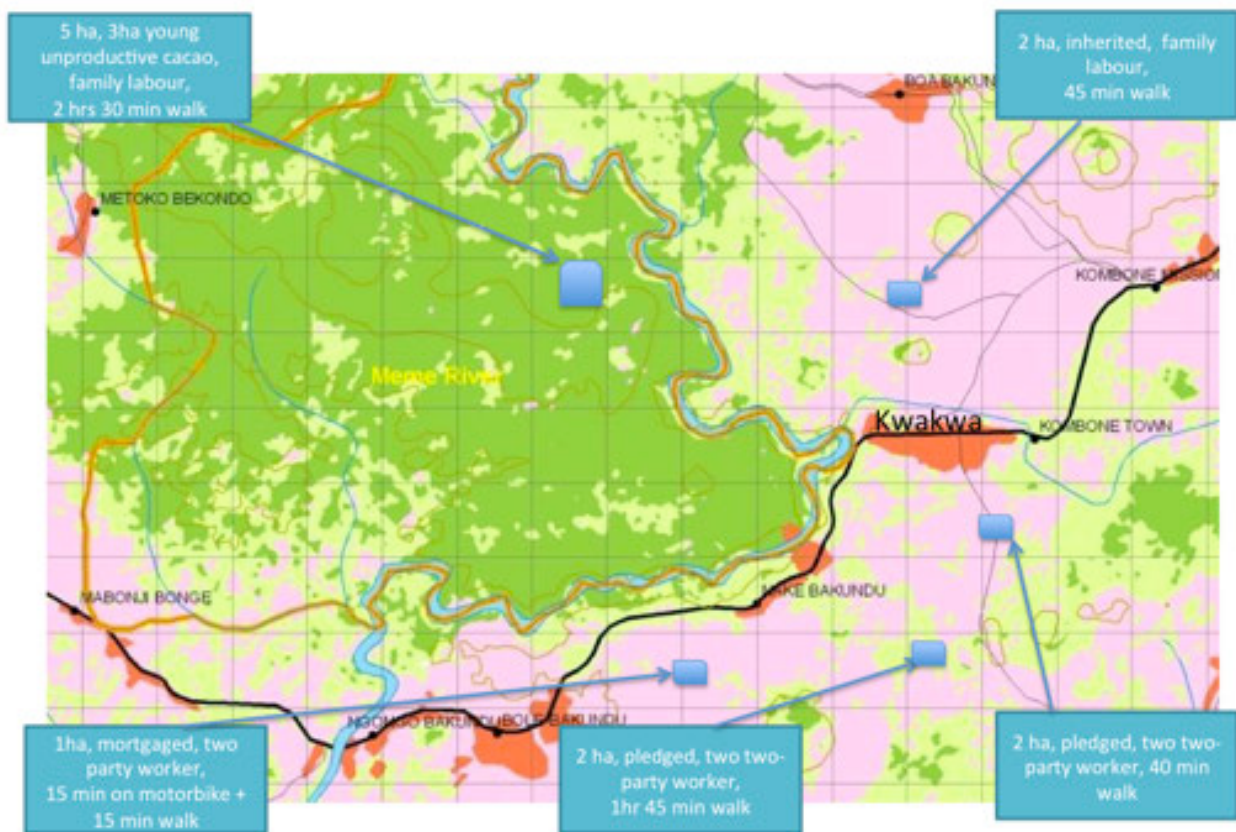 5 ha, 3ha young
unproductive cacao,
family labour,
2 hrs 30 min walk
2 ha, inherited, family
labour,
45 min walk
BOA BAKUN
METOKO BEKONDO
KOMBONE MISSION
Meme River
Kwakwa
KOMBONE TOWN
MABONJI BONGE
BAKUNDU
NGONGO BAKUNDU
BOLE BAKUNDU
1ha, mortgaged, two
party worker,
15 min on motorbike +
15 min walk
2 ha, pledged, two two-
party worker,
1hr 45 min walk
2 ha, pledged, two two-
party worker, 40 min
walk